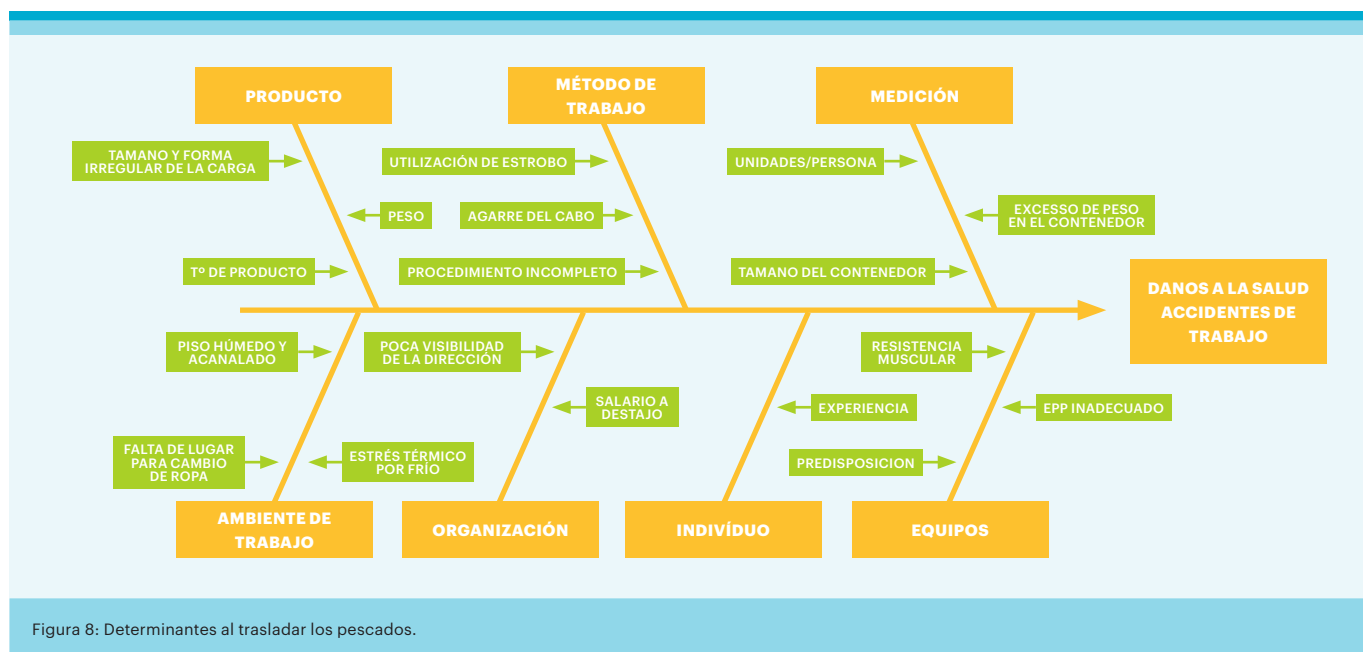 PRODUCTO
MÉTODO DE
TRABAJO
MEDICIÓN
TAMANO Y FORMA
IRREGULAR DE LA CARGA
UTILIZACIÓN DE ESTROBO
UNIDADES/PERSONA
PESO
AGARRE DEL CABO
EXCESSO DE PESO
EN EL CONTENEDOR
Tº DE PRODUCTO
PROCEDIMIENTO INCOMPLETO
TAMANO DEL CONTENEDOR
DANOS A LA SALUD
ACCIDENTES DE
TRABAJO
PISO HÚMEDO Y
ACANALADO
POCA VISIBILIDAD
DE LA DIRECCIÓN
RESISTENCIA
MUSCULAR
SALARIO A
DESTAJO
EXPERIENCIA
EPP INADECUADO
FALTA DE LUGAR
PARA CAMBIO
DE ROPA
ESTRÉS TÉRMICO
POR FRÍO
PREDISPOSICION
AMBIENTE DE
TRABAJO
ORGANIZACIÓN
INDIVÍDUO
EQUIPOS
Figura 8: Determinantes al trasladar los pescados.